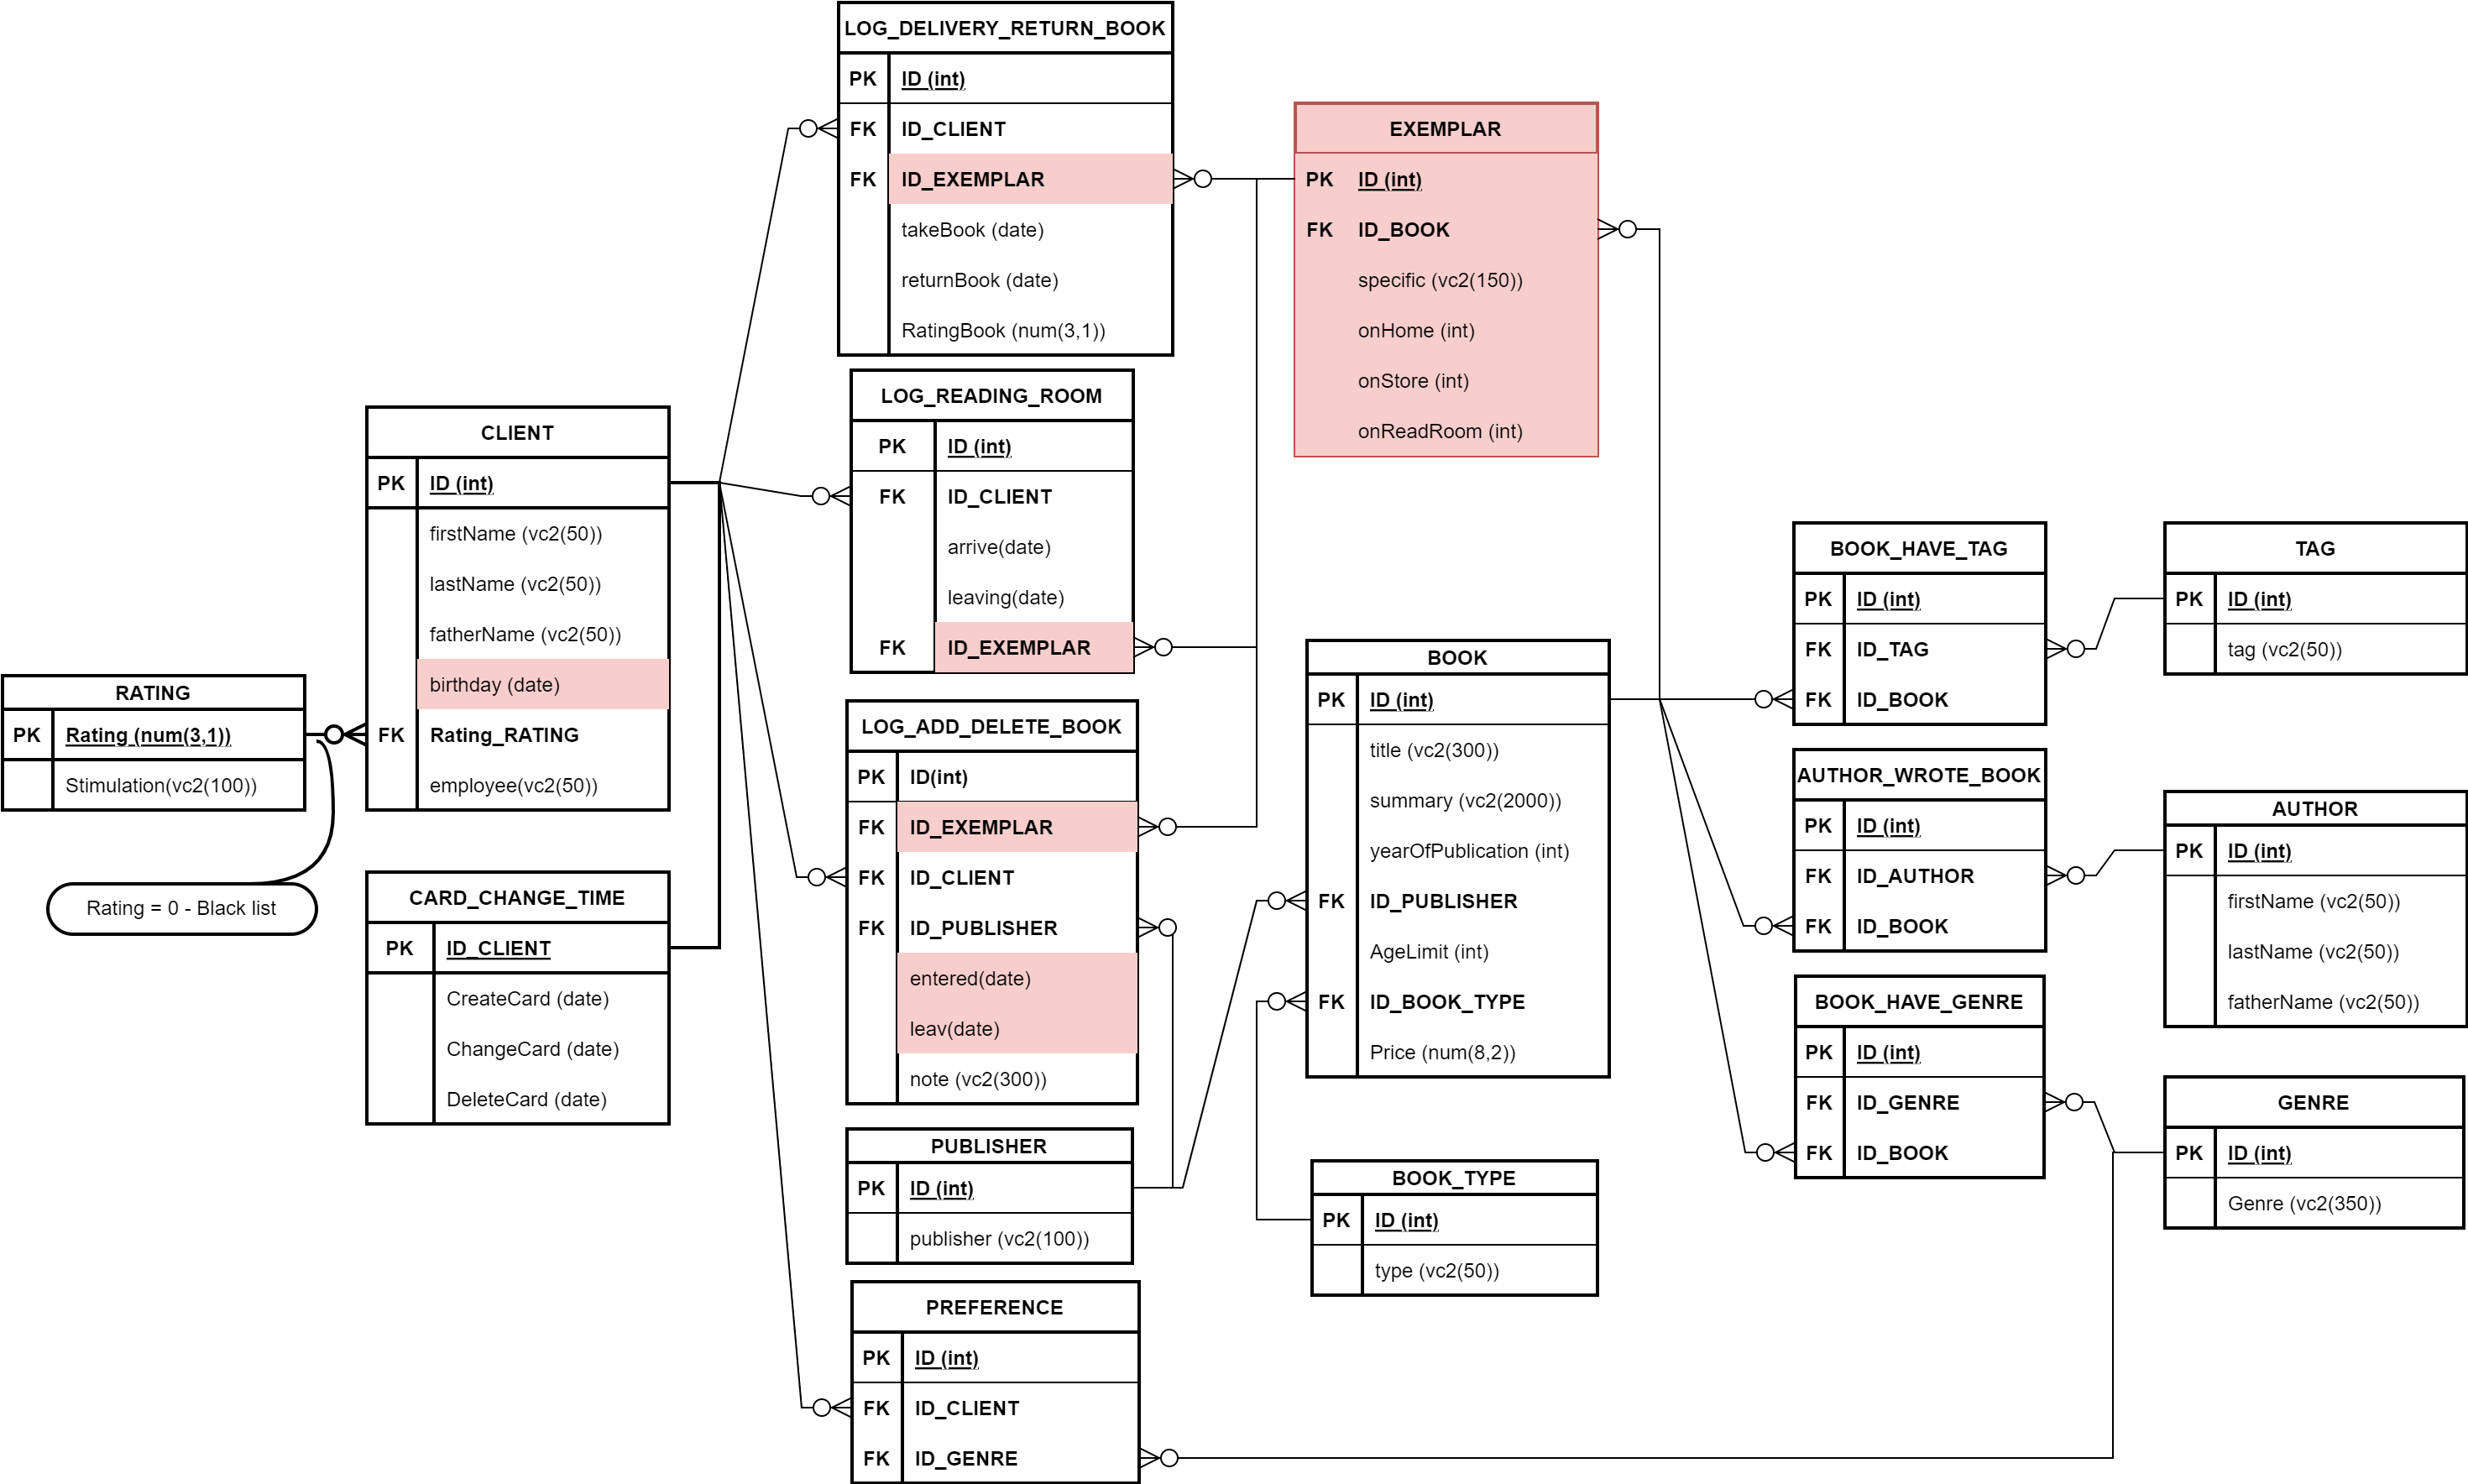 LOG_DELIVERY_RETURN_BOOK
PK ID (int)
FK ID_CLIENT
FK ID_EXEMPLAR
takeBook (date)
returnBook (date)
RatingBook (num(3,1))
EXEMPLAR
PK ID (int)
FK ID_BOOK
specific (vc2(150))
onHome (int)
onStore (int)
onReadRoom (int)
LOG_READING_ROOM
PK ID (int)
FK ID_CLIENT
arrive(date)
leaving(date)
FK ID_EXEMPLAR
CLIENT
PK ID (int)
firstName (vc2(50))
lastName (vc2(50))
fatherName (vc2(50))
birthday (date)
FK Rating_RATING
employee(vc2(50))
RATING
PK Rating (num(3,1))
Stimulation(vc2(100))
Rating = 0 - Black list
CARD_CHANGE_TIME
PK ID_CLIENT
CreateCard (date)
ChangeCard (date)
DeleteCard (date)
LOG_ADD_DELETE_BOOK
PK ID(int)
FK ID_EXEMPLAR
FK ID_CLIENT
FK ID_PUBLISHER
entered(date)
leav(date)
note (vc2(300))
PUBLISHER
PK ID (int)
publisher (vc2(100))
PREFERENCE
PK ID (int)
FK ID_CLIENT
FK ID_GENRE
BOOK
PK ID (int)
title (vc2(300))
summary (vc2(2000))
yearOfPublication (int)
FK ID_PUBLISHER
AgeLimit (int)
FK ID_BOOK_TYPE
Price (num(8,2))
BOOK_TYPE
PK ID (int)
type (vc2(50))
BOOK_HAVE_TAG
PK ID (int)
FK ID_TAG
FK ID_BOOK
TAG
PK ID (int)
tag (vc2(50))
AUTHOR_WROTE_BOOK
PK ID (int)
FK ID_AUTHOR
FK ID_BOOK
AUTHOR
PK ID (int)
firstName (vc2(50))
lastName (vc2(50))
fatherName (vc2(50))
BOOK_HAVE_GENRE
PK ID (int)
FK ID_GENRE
FK ID_BOOK
GENRE
PK ID (int)
Genre (vc2(350))